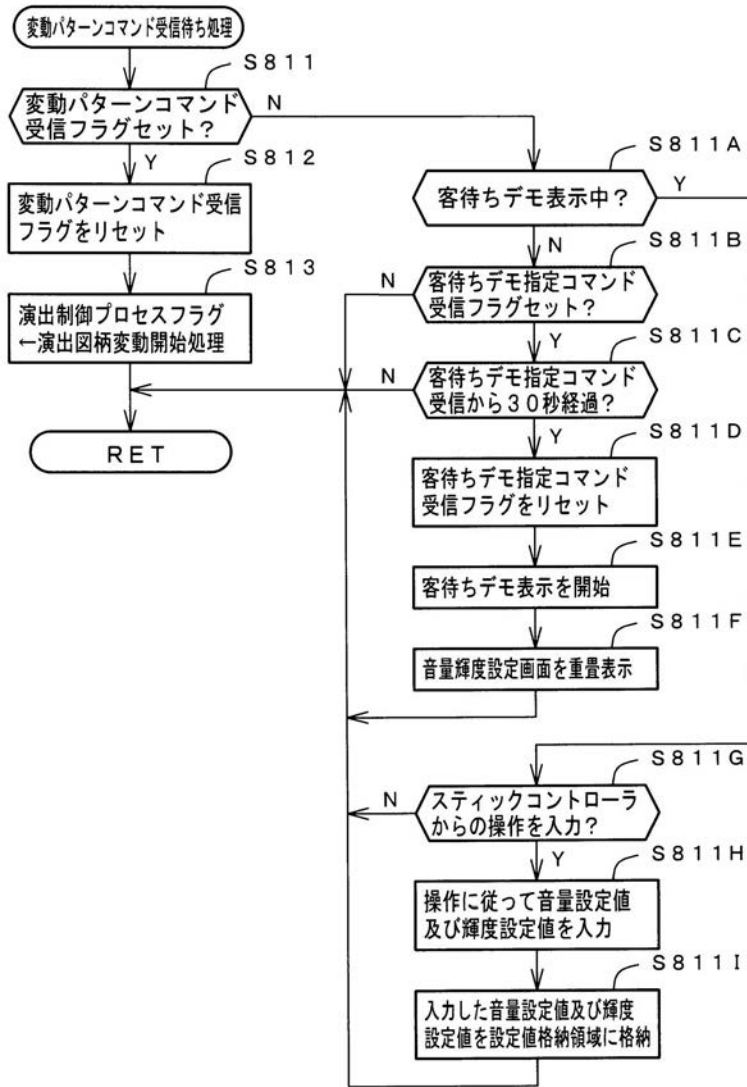 変動パターンコマンド受信待ち処理
S811
変動パターンコマンド
受信フラグセット？
N
Y
S812
変動パターンコマンド受信
フラグをリセット
S813
演出制御プロセスフラグ
←演出図柄変動開始処理
RET
S811A
客待ちデモ表示中？
Y
N
S811B
客待ちデモ指定コマンド
受信フラグセット？
N
Y
S811C
客待ちデモ指定コマンド
受信から３０秒経過？
N
Y
S811D
客待ちデモ指定コマンド
受信フラグをリセット
S811E
客待ちデモ表示を開始
S811F
音量輝度設定画面を重畳表示
S811G
スティックコントローラ
からの操作を入力？
N
Y
S811H
操作に従って音量設定値
及び輝度設定値を入力
S811I
入力した音量設定値及び輝度
設定値を設定値格納領域に格納